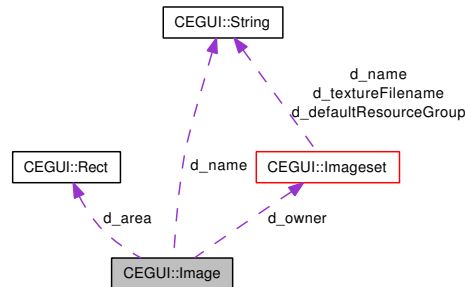 CEGUI::String
d_name
d_textureFilename
d_defaultResourceGroup
CEGUI::Rect
d_name
CEGUI::Imageset
d_area
d_owner
CEGUI::Image